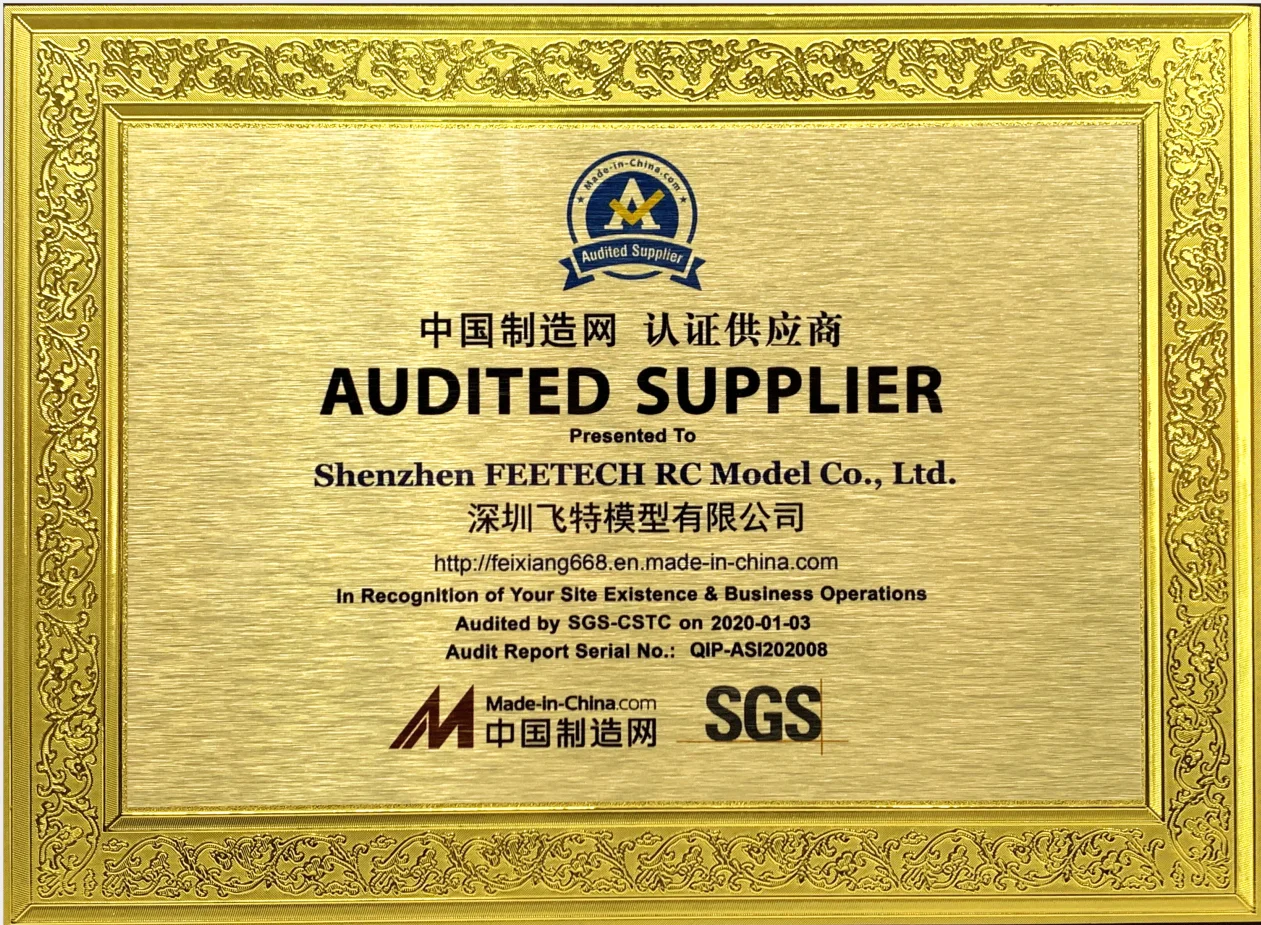 Made-in-China.com
A
Audited Supplier
中国制造网 认证供应商
AUDITED SUPPLIER
Presented To
Shenzhen FEETECH RC Model Co., Ltd.
深圳飞特模型有限公司
http://feixiang668.en.made-in-china.com
In Recognition of Your Site Existence & Business Operations
Audited by SGS-CSTC on 2020-01-03
Audit Report Serial No.: QIP-ASI202008
Made-in-China.com
中国制造网
SGS